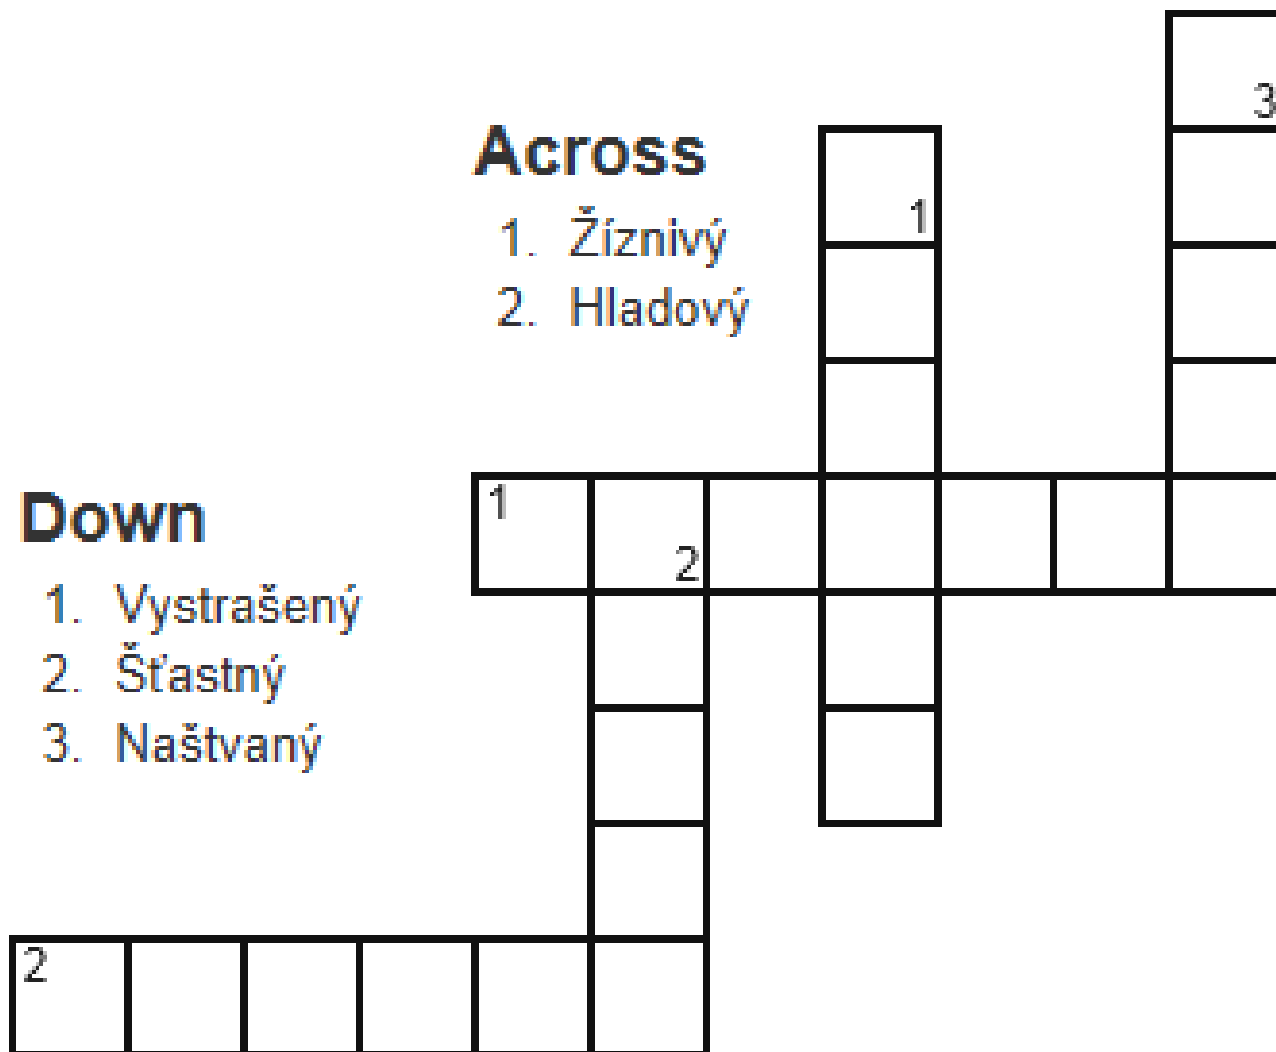 3
Across
1
1. Žíznivý
2. Hladový
1
Down
2
1. Vystrašený
2. Šťastný
3. Naštvaný
2